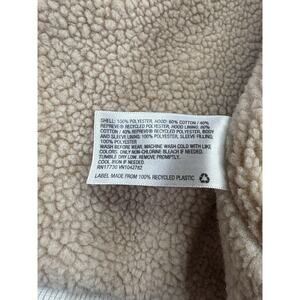 SHELL: 100% POLYESTER, HOOD: 60% COTTON / 40%
REPREVE® RECYCLED POLYESTER, HOOD LINING: 60%
COTTON / 40% REPREVE® RECYCLED POLYESTER, BODY
AND SLEEVE LINING: 100% POLYESTER, SLEEVE FILLING:
100% POLYESTER
WASH BEFORE WEAR. MACHINE WASH COLD WITH LIKE
COLORS. ONLY NON-CHLORINE BLEACH IF NEEDED.
TUMBLE DRY LOW. REMOVE PROMPTLY.
COOL IRON IF NEEDED.
RN17730 VN1042782
LABEL MADE FROM 100% RECYCLED PLASTIC